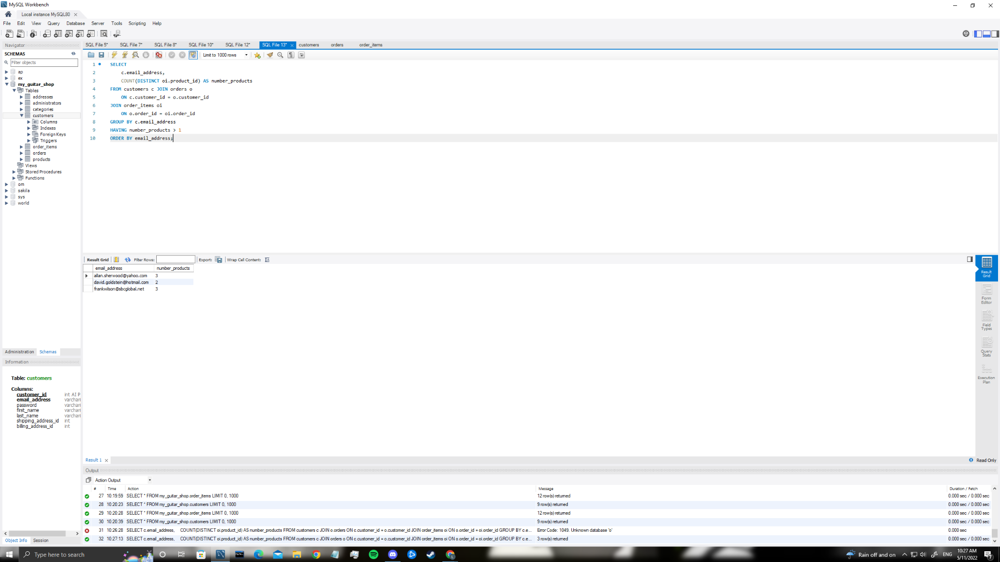 MySQL Workbench
Local instance MySQL80
File Edit View Query Database Server Tools Scripting Help
Navigator
SCHEMAS
Filter objects
ap
ex
my_guitar_shop
Tables
addresses
administrators
categories
customers
Columns
Indexes
Foreign Keys
Triggers
order_items
orders
products
Views
Stored Procedures
Functions
om
sakila
sys
world
Administration Schemas
Information
Table: customers
Columns:
customer_id int AI P
email_address varchar(
password varchar(
first_name varchar(
last_name varchar(
shipping_address_id int
billing_address_id int
Object Info Session
SQL File 5* SQL File 7* SQL File 8* SQL File 10* SQL File 12* SQL File 13* customers orders order_items
Limit to 1000 rows
1 SELECT
2 c.email_address,
3 COUNT(DISTINCT oi.product_id) AS number_products
4 FROM customers c JOIN orders o
5 ON c.customer_id = o.customer_id
6 JOIN order_items oi
7 ON o.order_id = oi.order_id
8 GROUP BY c.email_address
9 HAVING number_products > 1
10 ORDER BY email_address;
Result Grid Filter Rows: Export: Wrap Cell Content:
email_address number_products
allan.sherwood@yahoo.com 3
david.goldstein@hotmail.com 2
frankwilson@sbcglobal.net 3
Result Grid
Form Editor
Field Types
Query Stats
Execution Plan
Result 1
Read Only
Output
Action Output
# Time Action Message Duration / Fetch
27 10:19:59 SELECT * FROM my_guitar_shop.order_items LIMIT 0, 1000 12 row(s) returned 0.000 sec / 0.000 sec
28 10:20:23 SELECT * FROM my_guitar_shop.customers LIMIT 0, 1000 9 row(s) returned 0.000 sec / 0.000 sec
29 10:20:28 SELECT * FROM my_guitar_shop.order_items LIMIT 0, 1000 12 row(s) returned 0.000 sec / 0.000 sec
30 10:20:39 SELECT * FROM my_guitar_shop.customers LIMIT 0, 1000 9 row(s) returned 0.000 sec / 0.000 sec
31 10:26:28 SELECT c.email_address, COUNT(DISTINCT oi.product_id) AS number_products FROM customers c JOIN o.orders ON c.customer_id = o.customer_id JOIN order_items oi ON o.order_id = oi.order_id GROUP BY c.e... Error Code: 1049. Unknown database 'o' 0.000 sec
32 10:27:13 SELECT c.email_address, COUNT(DISTINCT oi.product_id) AS number_products FROM customers c JOIN orders o ON c.customer_id = o.customer_id JOIN order_items oi ON o.order_id = oi.order_id GROUP BY c.e... 3 row(s) returned 0.000 sec / 0.000 sec
Type here to search
Rain off and on
ENG
10:27 AM
5/11/2022